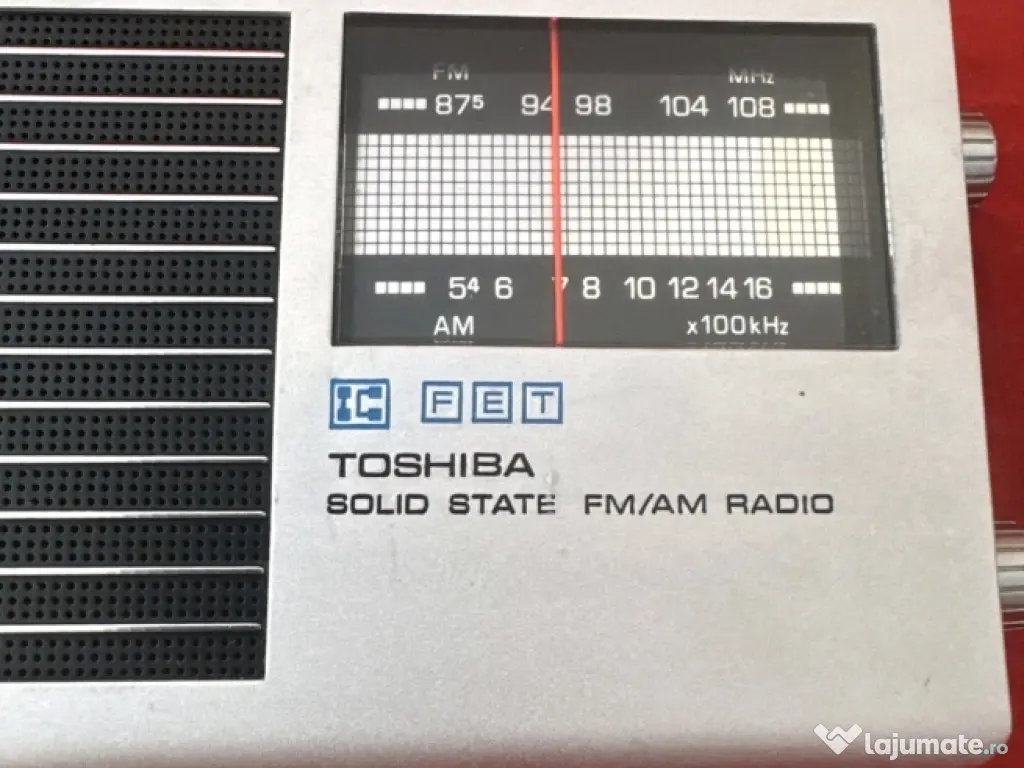 FM MHz
87⁵ 94 98 104 108
5⁴ 6 7 8 10 12 14 16
AM x100kHz
IC FET
TOSHIBA
SOLID STATE FM/AM RADIO
lajumate.ro